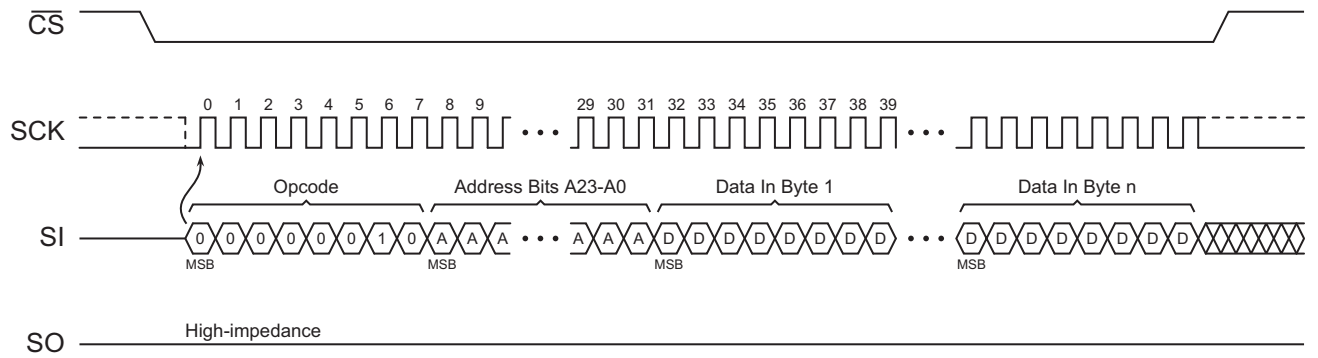 CS
SCK
0 1 2 3 4 5 6 7 8 9 29 30 31 32 33 34 35 36 37 38 39
Opcode Address Bits A23-A0 Data In Byte 1 Data In Byte n
SI
0 0 0 0 0 0 1 0 A A A A A A D D D D D D D D D D D D D D D D
MSB MSB MSB MSB
High-impedance
SO